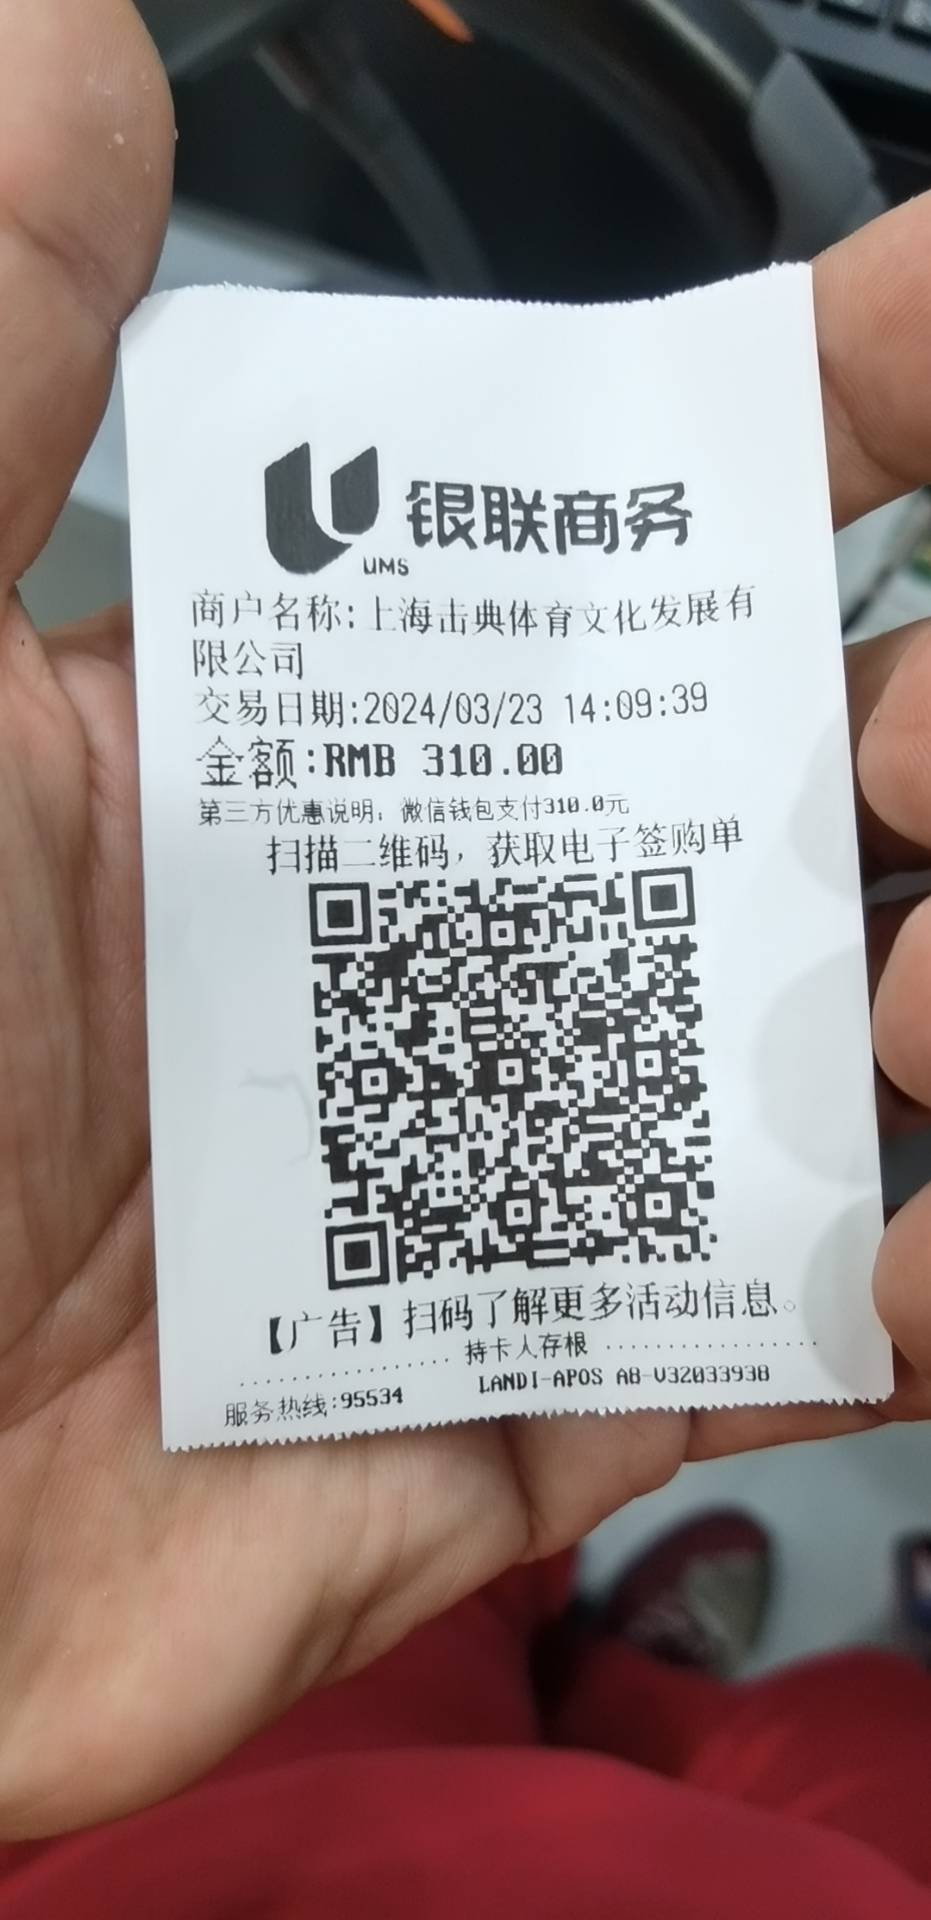 银联商务
UMS
商户名称:上海击典体育文化发展有
限公司
交易日期:2024/03/23 14:09:39
金额:RMB 310.00
第三方优惠说明：微信钱包支付310.0元
扫描二维码，获取电子签购单
【广告】扫码了解更多活动信息。
持卡人存根
服务热线:95534 LANDI-APOS A8-V32033938